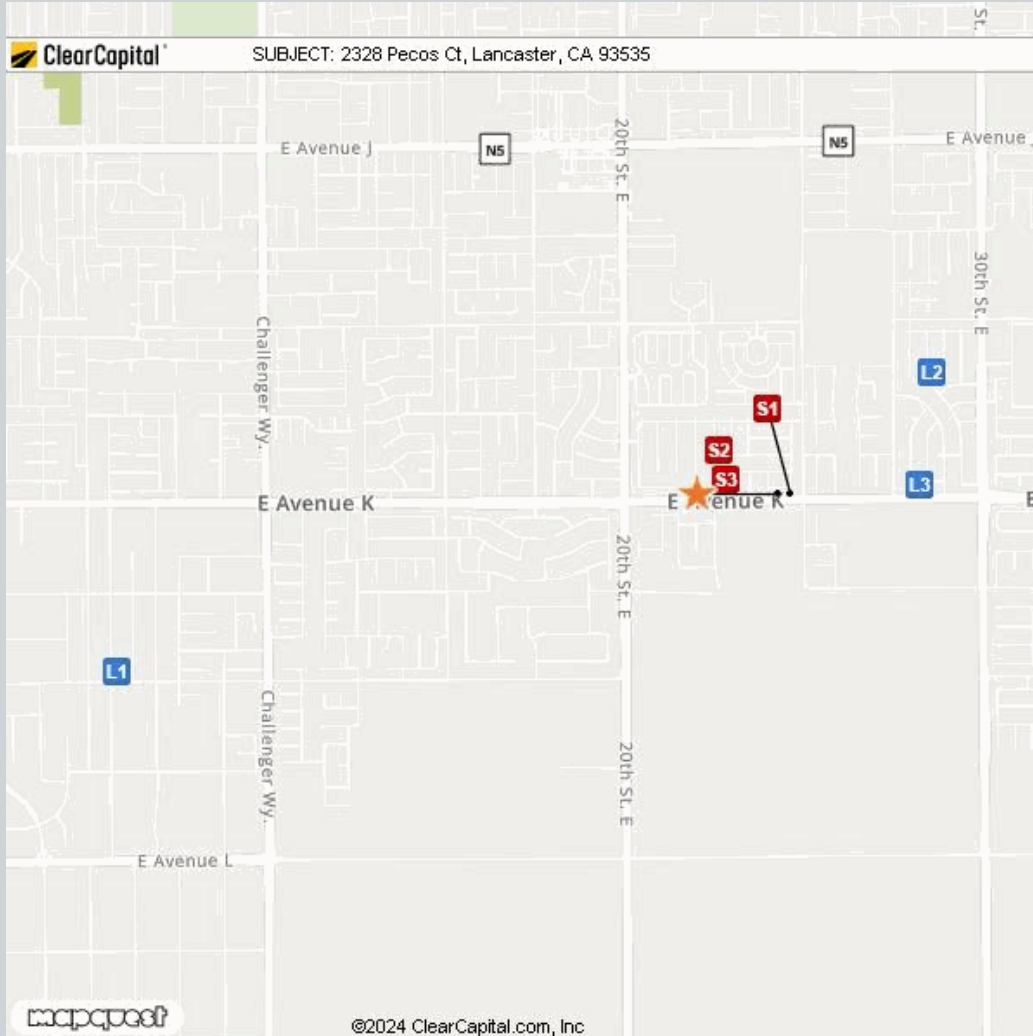 St.
ClearCapital® SUBJECT: 2328 Pecos Ct, Lancaster, CA 93535
E Avenue J N5 20th St. E N5 E Avenue J
Challenger Wy. 30th St. E
L2
S1
S2
S3 L3
E Avenue K E Avenue K E
20th St. E
L1
Challenger Wy. 20th St. E
E Avenue L
mapquest ©2024 ClearCapital.com, Inc